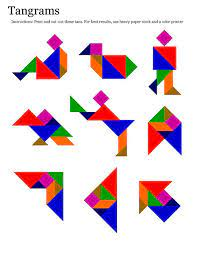 Tangrams
Instructions: Print and cut out these tans. For best results, use heavy paper stock and a color printer